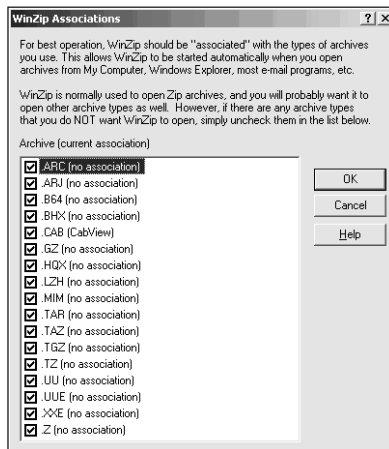 WinZip Associations
? x
For best operation, WinZip should be "associated" with the types of archives
you use. This allows WinZip to be started automatically when you open
archives from My Computer, Windows Explorer, most e-mail programs, etc.
WinZip is normally used to open Zip archives, and you will probably want it to
open other archive types as well. However, if there are any archive types
that you do NOT want WinZip to open, simply uncheck them in the list below.
Archive (current association)
.ARC (no association)
.ARJ (no association)
.B64 (no association)
.BHX (no association)
.CAB (CabView)
.GZ (no association)
.HQX (no association)
.LZH (no association)
.MIM (no association)
.TAR (no association)
.TAZ (no association)
.TGZ (no association)
.TZ (no association)
.UU (no association)
.UUE (no association)
.XXE (no association)
.Z (no association)
OK
Cancel
Help